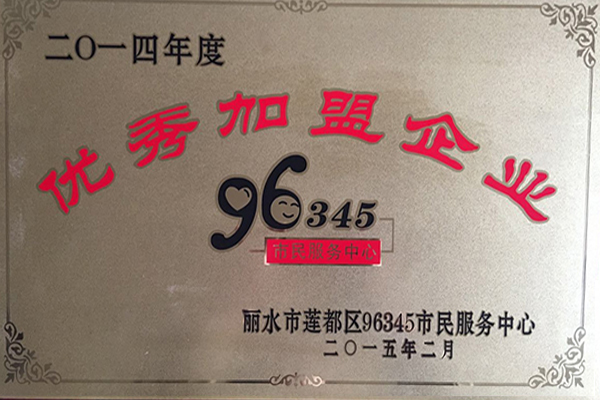 二〇一四年度
优秀加盟企业
96345
市民服务中心
丽水市莲都区96345市民服务中心
二〇一五年二月